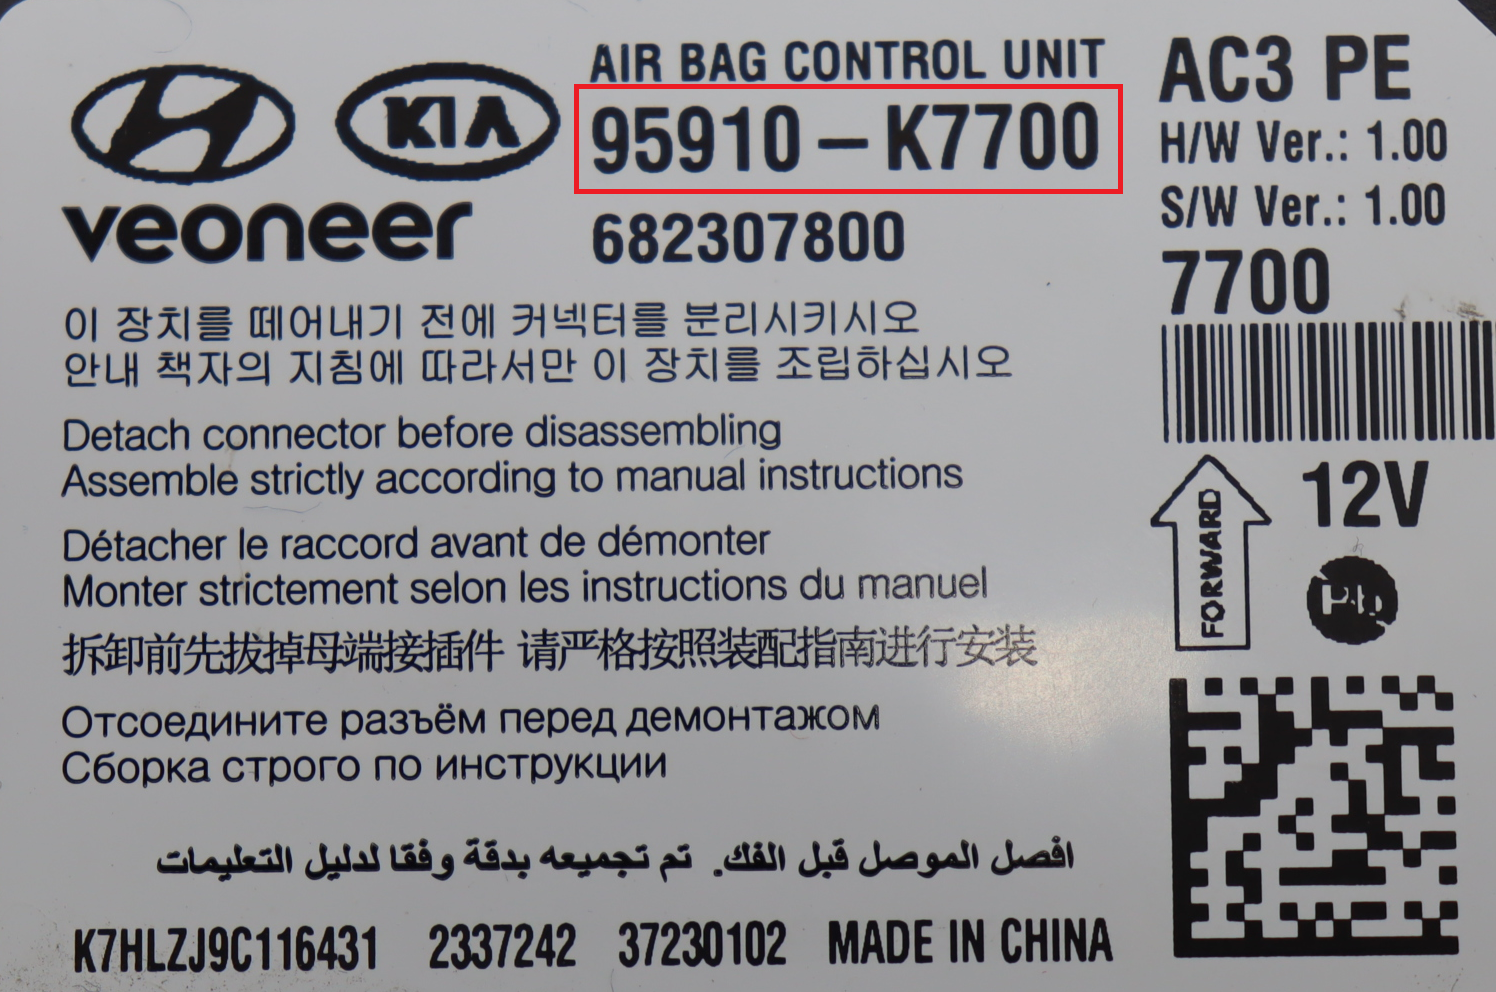 AIR BAG CONTROL UNIT
KIA
95910-K7700
veoneer
682307800
AC3 PE
H/W Ver.: 1.00
S/W Ver.: 1.00
7700
이 장치를 떼어내기 전에 커넥터를 분리시키시오
안내 책자의 지침에 따라서만 이 장치를 조립하십시오
Detach connector before disassembling
Assemble strictly according to manual instructions
12V
FORWARD
Détacher le raccord avant de démonter
Monter strictement selon les instructions du manuel
拆卸前先拔掉母端接插件 请严格按照装配指南进行安装
Отсоедините разъём перед демонтажом
Сборка строго по инструкции
افصل الموصل قبل الفك. تم تجميعه بدقة وفقا لدليل التعليمات
K7HLZJ9C116431 2337242 37230102 MADE IN CHINA